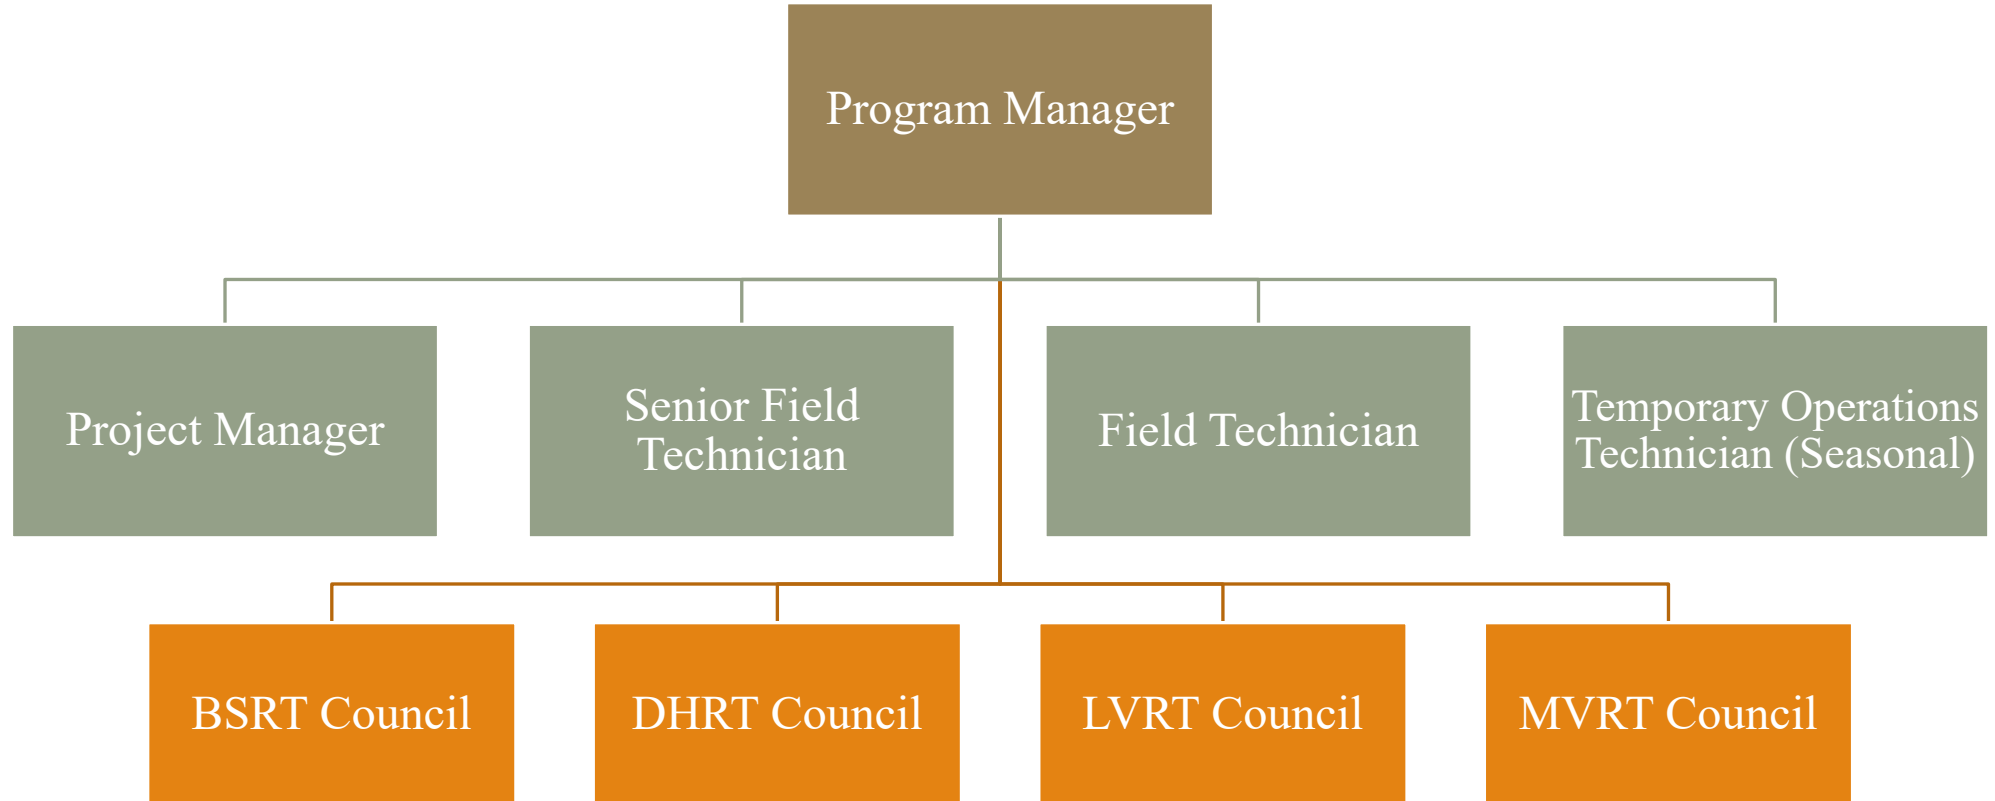 Program Manager
Project Manager
Senior Field
Technician
Field Technician
Temporary Operations
Technician (Seasonal)
BSRT Council
DHRT Council
LVRT Council
MVRT Council